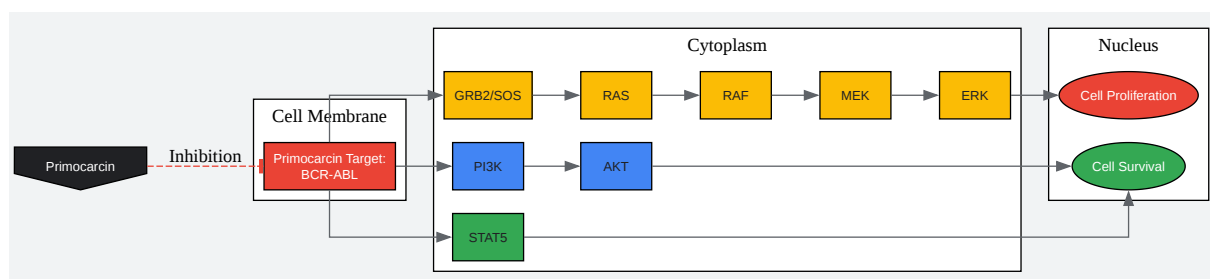 Cytoplasm
Nucleus
GRB2/SOS
RAS
RAF
MEK
ERK
Cell Proliferation
Cell Membrane
Primocarcin
Inhibition
Primocarcin Target:
BCR-ABL
PI3K
AKT
Cell Survival
STAT5